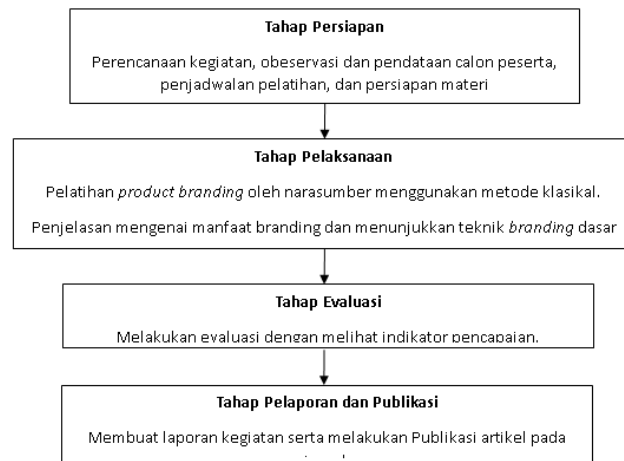 Tahap Persiapan
Perencanaan kegiatan, obeservasi dan pendataan calon peserta,
penjadwalan pelatihan, dan persiapan materi
Tahap Pelaksanaan
Pelatihan product branding oleh narasumber menggunakan metode klasikal.
Penjelasan mengenai manfaat branding dan menunjukkan teknik branding dasar
Tahap Evaluasi
Melakukan evaluasi dengan melihat indikator pencapaian.
Tahap Pelaporan dan Publikasi
Membuat laporan kegiatan serta melakukan Publikasi artikel pada